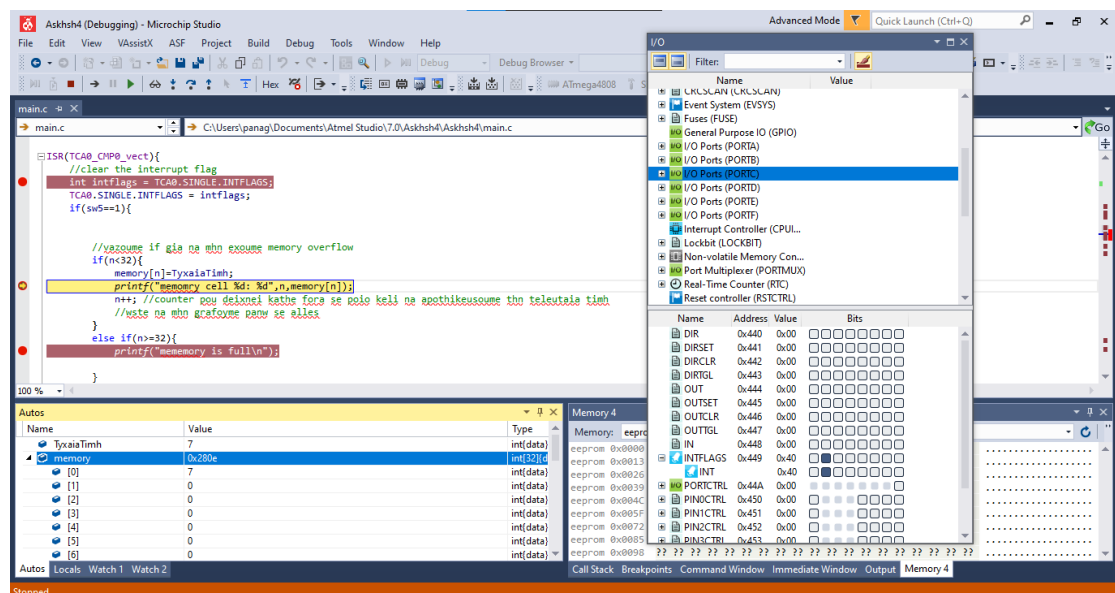 Askhsh4 (Debugging) - Microchip Studio
Advanced Mode
Quick Launch (Ctrl+Q)
File Edit View VAssistX ASF Project Build Debug Tools Window Help
Debug
Debug Browser
Hex
ATmega4808
main.c
main.c
C:\Users\panag\Documents\Atmel Studio\7.0\Askhsh4\Askhsh4\main.c
Go
ISR(TCA0_CMP0_vect){
//clear the interrupt flag
int intflags = TCA0.SINGLE.INTFLAGS;
TCA0.SINGLE.INTFLAGS = intflags;
if(sw5==1){
//vazoume if gia na mhn exoume memory overflow
if(n<32){
memory[n]=TyxaiaTimh;
printf("memomry cell %d: %d",n,memory[n]);
n++; //counter pou deixnei kathe fora se poio keli na apothikeusoume thn teleutaia timh
//wste na mhn grafoyme panw se alles
}
else if(n>=32){
printf("mememory is full\n");
}
100 %
I/O
Filter:
Name Value
CRCSCAN (CRCSCAN)
Event System (EVSYS)
Fuses (FUSE)
General Purpose IO (GPIO)
I/O Ports (PORTA)
I/O Ports (PORTB)
I/O Ports (PORTC)
I/O Ports (PORTD)
I/O Ports (PORTE)
I/O Ports (PORTF)
Interrupt Controller (CPUI...
Lockbit (LOCKBIT)
Non-volatile Memory Con...
Port Multiplexer (PORTMUX)
Real-Time Counter (RTC)
Reset controller (RSTCTRL)
Name Address Value Bits
DIR 0x440 0x00
DIRSET 0x441 0x00
DIRCLR 0x442 0x00
DIRTGL 0x443 0x00
OUT 0x444 0x00
OUTSET 0x445 0x00
OUTCLR 0x446 0x00
OUTTGL 0x447 0x00
IN 0x448 0x00
INTFLAGS 0x449 0x40
INT 0x40
PORTCTRL 0x44A 0x00
PIN0CTRL 0x450 0x00
PIN1CTRL 0x451 0x00
PIN2CTRL 0x452 0x00
PIN3CTRL 0x453 0x00
Autos
Name Value Type
TyxaiaTimh 7 int{data}
memory 0x280e int[32]{d
[0] 7 int{data}
[1] 0 int{data}
[2] 0 int{data}
[3] 0 int{data}
[4] 0 int{data}
[5] 0 int{data}
[6] 0 int{data}
Autos Locals Watch 1 Watch 2
Memory 4
Memory: eepro
eeprom 0x0000
eeprom 0x0013
eeprom 0x0026
eeprom 0x0039
eeprom 0x004C
eeprom 0x005F
eeprom 0x0072
eeprom 0x0085
eeprom 0x0098 ?? ?? ?? ?? ?? ?? ?? ?? ?? ?? ?? ?? ?? ?? ?? ?? ?? ?? ?? ...................
Call Stack Breakpoints Command Window Immediate Window Output Memory 4
Stopped